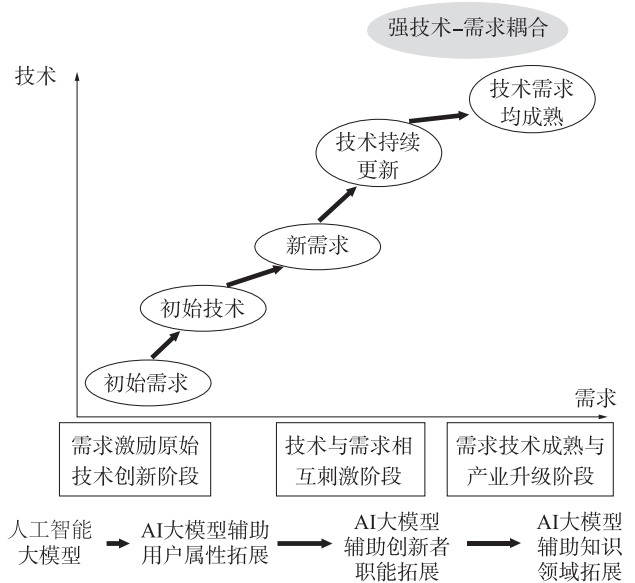 强技术–需求耦合
技术
技术需求
均成熟
技术持续
更新
新需求
初始技术
初始需求
需求
需求激励原始
技术创新阶段
技术与需求相
互刺激阶段
需求技术成熟与
产业升级阶段
人工智能
大模型
AI大模型辅助
用户属性拓展
AI大模型
辅助创新者
职能拓展
AI大模型
辅助知识
领域拓展